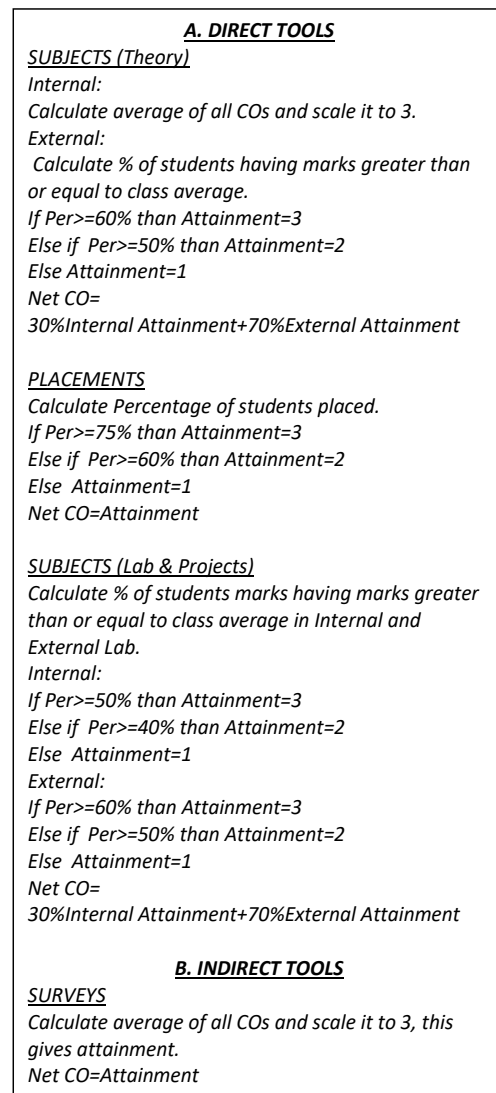 A. DIRECT TOOLS
SUBJECTS (Theory)
Internal:
Calculate average of all COs and scale it to 3.
External:
Calculate % of students having marks greater than
or equal to class average.
If Per>=60% than Attainment=3
Else if Per>=50% than Attainment=2
Else Attainment=1
Net CO=
30%Internal Attainment+70%External Attainment
PLACEMENTS
Calculate Percentage of students placed.
If Per>=75% than Attainment=3
Else if Per>=60% than Attainment=2
Else Attainment=1
Net CO=Attainment
SUBJECTS (Lab & Projects)
Calculate % of students marks having marks greater
than or equal to class average in Internal and
External Lab.
Internal:
If Per>=50% than Attainment=3
Else if Per>=40% than Attainment=2
Else Attainment=1
External:
If Per>=60% than Attainment=3
Else if Per>=50% than Attainment=2
Else Attainment=1
Net CO=
30%Internal Attainment+70%External Attainment
B. INDIRECT TOOLS
SURVEYS
Calculate average of all COs and scale it to 3, this
gives attainment.
Net CO=Attainment